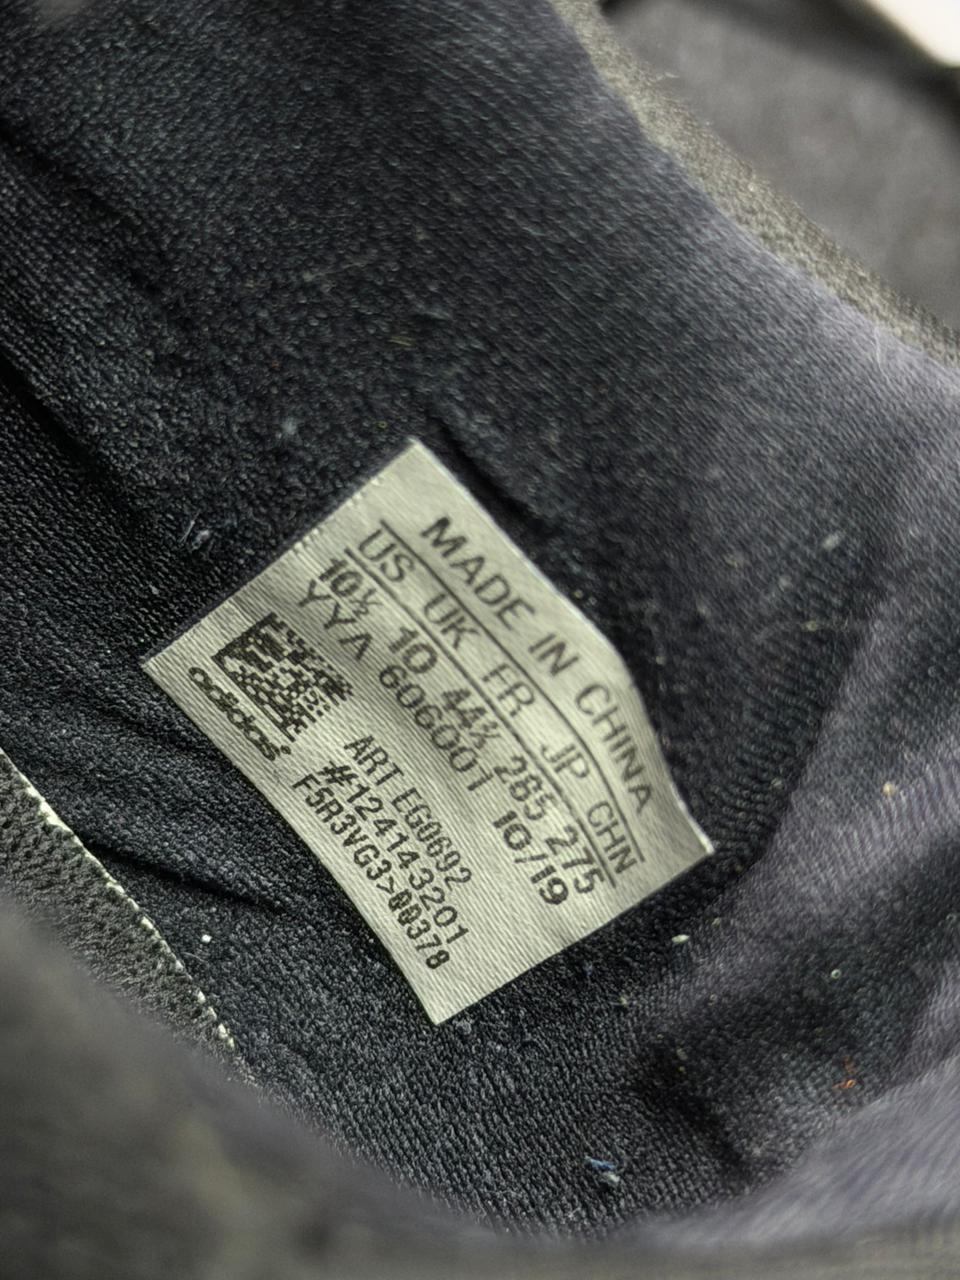 MADE IN CHINA
US UK FR JP CHN
10½ 10 44⅔ 285 275
YYA 606001 10/19
ART EG0692
#1241143201
F5R3VG3>00378
adidas